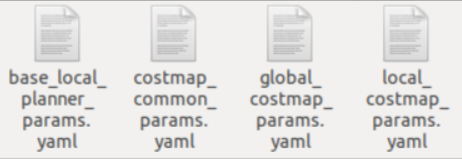 base_local_
planner_
params.
yaml
costmap_
common_
params.
yaml
global_
costmap_
params.
yaml
local_
costmap_
params.
yaml